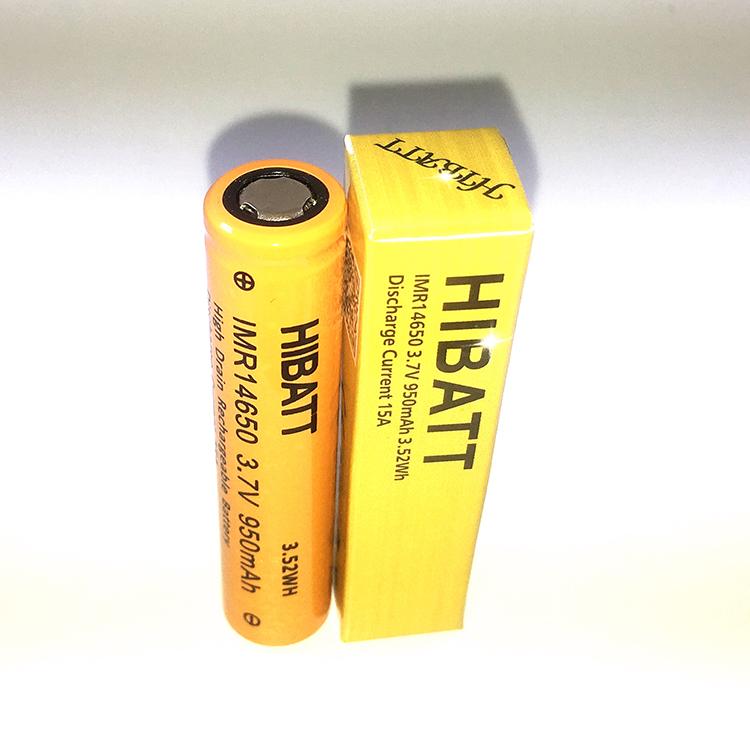 HIBATT
IMR14650 3.7V 950mAh
High Drain Rechargeable Battery
3.52WH
HIBATT
HIBATT
IMR14650 3.7V 950mAh 3.52Wh
Discharge Current 15A